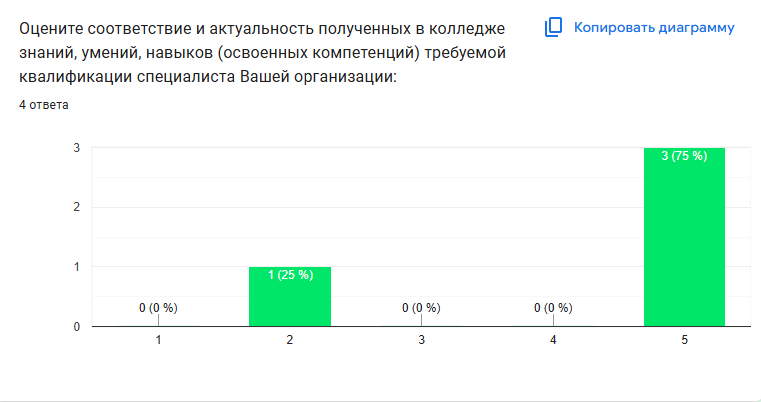 Оцените соответствие и актуальность полученных в колледже
знаний, умений, навыков (освоенных компетенций) требуемой
квалификации специалиста Вашей организации:
Копировать диаграмму
4 ответа
3
2
1
0
0 (0 %)
1 (25 %)
0 (0 %)
0 (0 %)
3 (75 %)
1
2
3
4
5